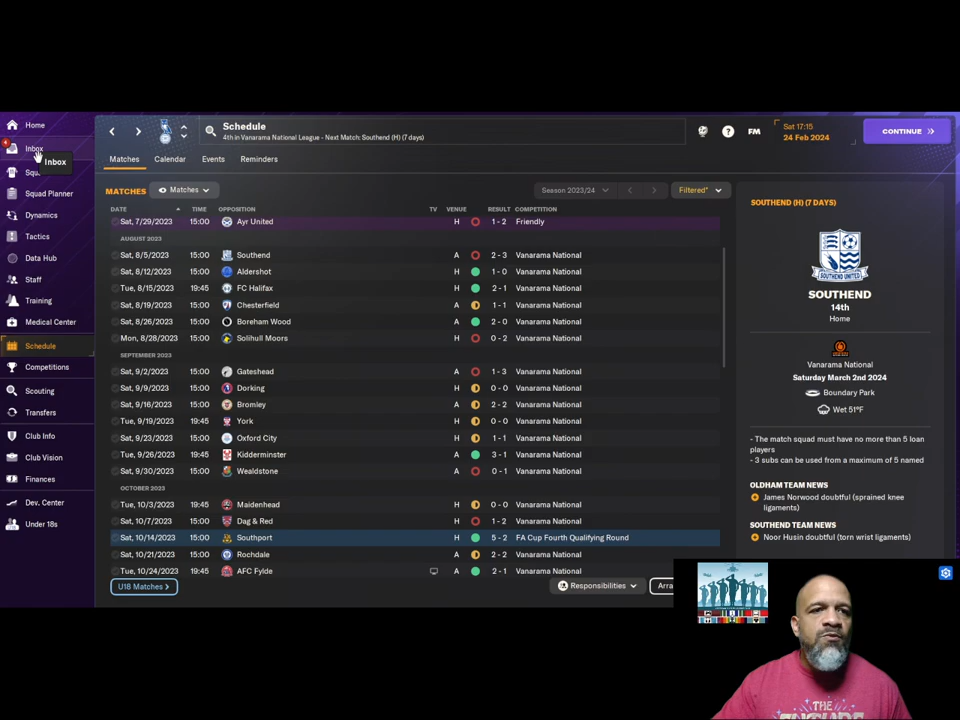 Home
Schedule
4th in Vanarama National League - Next Match: Southend (H) (7 days)
FM
Sat 17:15
24 Feb 2024
CONTINUE
Inbox
Inbox
Squ
Squad Planner
Dynamics
Tactics
Data Hub
Staff
Training
Medical Center
Schedule
Competitions
Scouting
Transfers
Club Info
Club Vision
Finances
Dev. Center
Under 18s
Matches Calendar Events Reminders
MATCHES Matches Season 2023/24 Filtered*
DATE TIME OPPOSITION TV VENUE RESULT COMPETITION
Sat, 7/29/2023 15:00 Ayr United H 1 - 2 Friendly
AUGUST 2023
Sat, 8/5/2023 15:00 Southend A 2 - 3 Vanarama National
Sat, 8/12/2023 15:00 Aldershot H 1 - 0 Vanarama National
Tue, 8/15/2023 19:45 FC Halifax H 2 - 1 Vanarama National
Sat, 8/19/2023 15:00 Chesterfield A 1 - 1 Vanarama National
Sat, 8/26/2023 15:00 Boreham Wood A 2 - 0 Vanarama National
Mon, 8/28/2023 15:00 Solihull Moors H 0 - 2 Vanarama National
SEPTEMBER 2023
Sat, 9/2/2023 15:00 Gateshead A 1 - 3 Vanarama National
Sat, 9/9/2023 15:00 Dorking H 0 - 0 Vanarama National
Sat, 9/16/2023 15:00 Bromley A 2 - 2 Vanarama National
Tue, 9/19/2023 19:45 York H 0 - 0 Vanarama National
Sat, 9/23/2023 15:00 Oxford City H 1 - 1 Vanarama National
Tue, 9/26/2023 19:45 Kidderminster A 3 - 1 Vanarama National
Sat, 9/30/2023 15:00 Wealdstone A 0 - 1 Vanarama National
OCTOBER 2023
Tue, 10/3/2023 19:45 Maidenhead H 0 - 0 Vanarama National
Sat, 10/7/2023 15:00 Dag & Red H 1 - 2 Vanarama National
Sat, 10/14/2023 15:00 Southport H 5 - 2 FA Cup Fourth Qualifying Round
Sat, 10/21/2023 15:00 Rochdale A 2 - 2 Vanarama National
Tue, 10/24/2023 19:45 AFC Fylde A 2 - 1 Vanarama National
U18 Matches > Responsibilities Arra
SOUTHEND (H) (7 DAYS)
SOUTHEND
14th
Home
Vanarama National
Saturday March 2nd 2024
Boundary Park
Wet 51°F
- The match squad must have no more than 5 loan
players
- 3 subs can be used from a maximum of 5 named
OLDHAM TEAM NEWS
James Norwood doubtful (sprained knee
ligaments)
SOUTHEND TEAM NEWS
Noor Husin doubtful (torn wrist ligaments)
THE